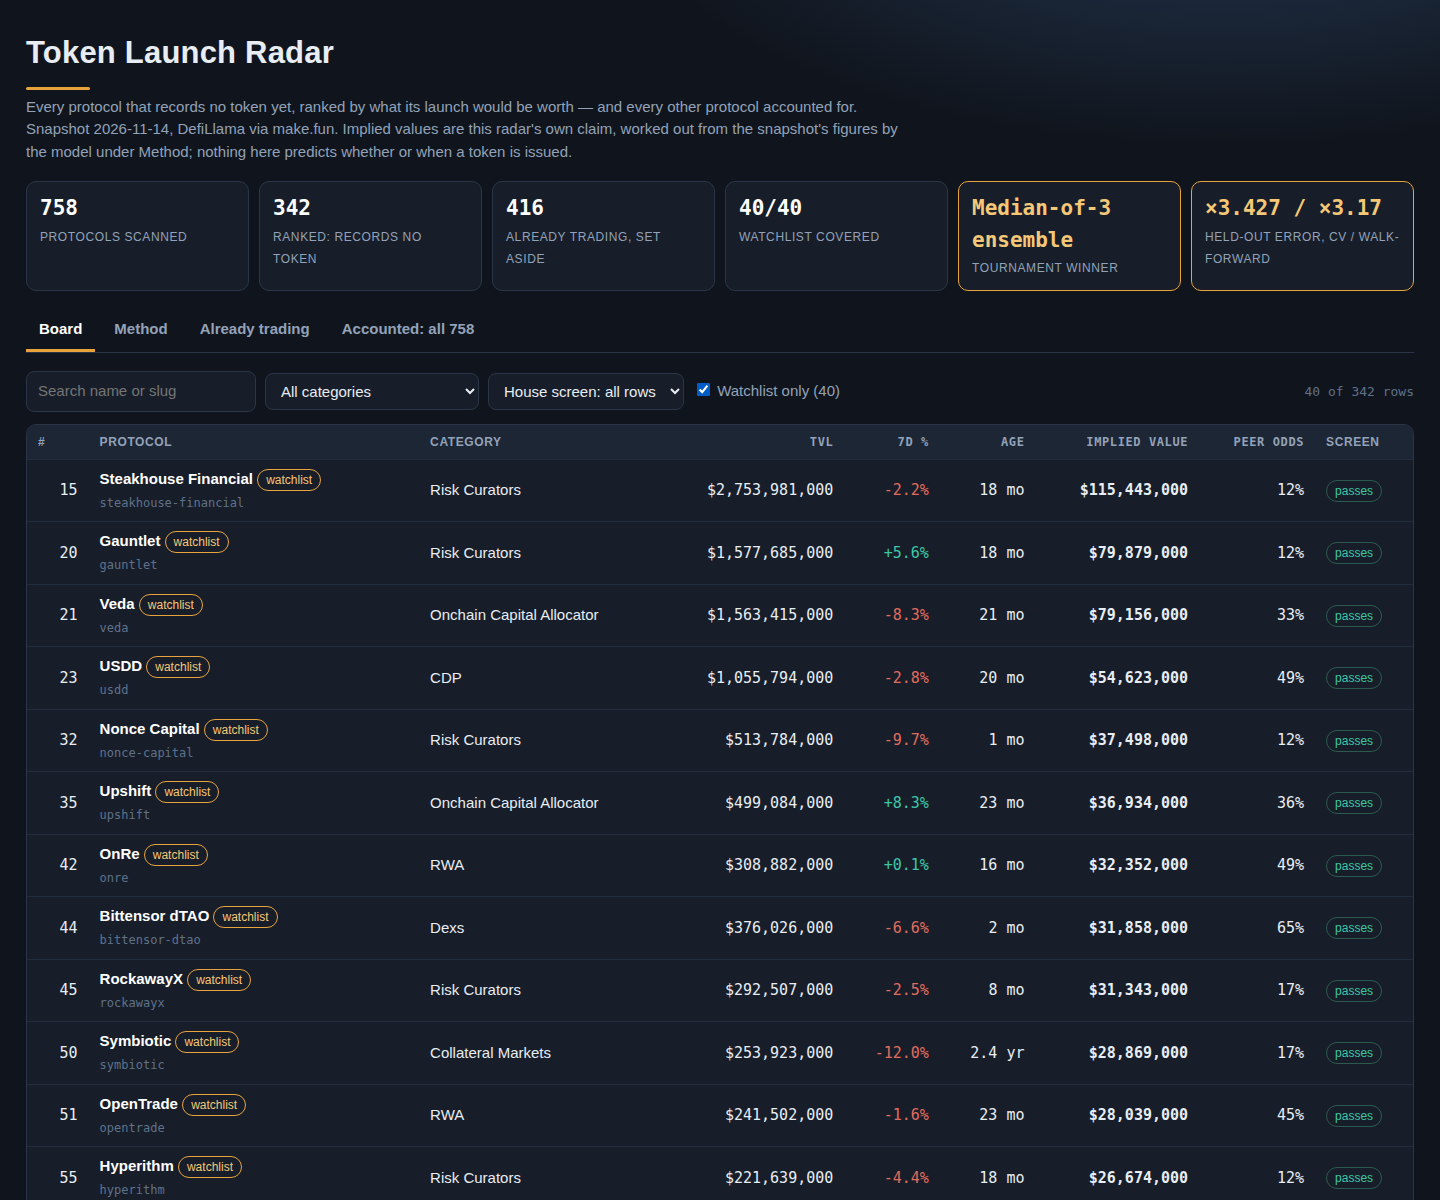 Token Launch Radar
Every protocol that records no token yet, ranked by what its launch would be worth — and every other protocol accounted for.
Snapshot 2026-11-14, DefiLlama via make.fun. Implied values are this radar's own claim, worked out from the snapshot's figures by
the model under Method; nothing here predicts whether or when a token is issued.
758
PROTOCOLS SCANNED
342
RANKED: RECORDS NO
TOKEN
416
ALREADY TRADING, SET
ASIDE
40/40
WATCHLIST COVERED
Median-of-3
ensemble
TOURNAMENT WINNER
×3.427 / ×3.17
HELD-OUT ERROR, CV / WALK-
FORWARD
Board Method Already trading Accounted: all 758
Search name or slug All categories House screen: all rows Watchlist only (40) 40 of 342 rows
# PROTOCOL CATEGORY TVL 7D % AGE IMPLIED VALUE PEER ODDS SCREEN
15 Steakhouse Financial watchlist Risk Curators $2,753,981,000 -2.2% 18 mo $115,443,000 12% passes
steakhouse-financial
20 Gauntlet watchlist Risk Curators $1,577,685,000 +5.6% 18 mo $79,879,000 12% passes
gauntlet
21 Veda watchlist Onchain Capital Allocator $1,563,415,000 -8.3% 21 mo $79,156,000 33% passes
veda
23 USDD watchlist CDP $1,055,794,000 -2.8% 20 mo $54,623,000 49% passes
usdd
32 Nonce Capital watchlist Risk Curators $513,784,000 -9.7% 1 mo $37,498,000 12% passes
nonce-capital
35 Upshift watchlist Onchain Capital Allocator $499,084,000 +8.3% 23 mo $36,934,000 36% passes
upshift
42 OnRe watchlist RWA $308,882,000 +0.1% 16 mo $32,352,000 49% passes
onre
44 Bittensor dTAO watchlist Dexs $376,026,000 -6.6% 2 mo $31,858,000 65% passes
bittensor-dtao
45 RockawayX watchlist Risk Curators $292,507,000 -2.5% 8 mo $31,343,000 17% passes
rockawayx
50 Symbiotic watchlist Collateral Markets $253,923,000 -12.0% 2.4 yr $28,869,000 17% passes
symbiotic
51 OpenTrade watchlist RWA $241,502,000 -1.6% 23 mo $28,039,000 45% passes
opentrade
55 Hyperithm watchlist Risk Curators $221,639,000 -4.4% 18 mo $26,674,000 12% passes
hyperithm